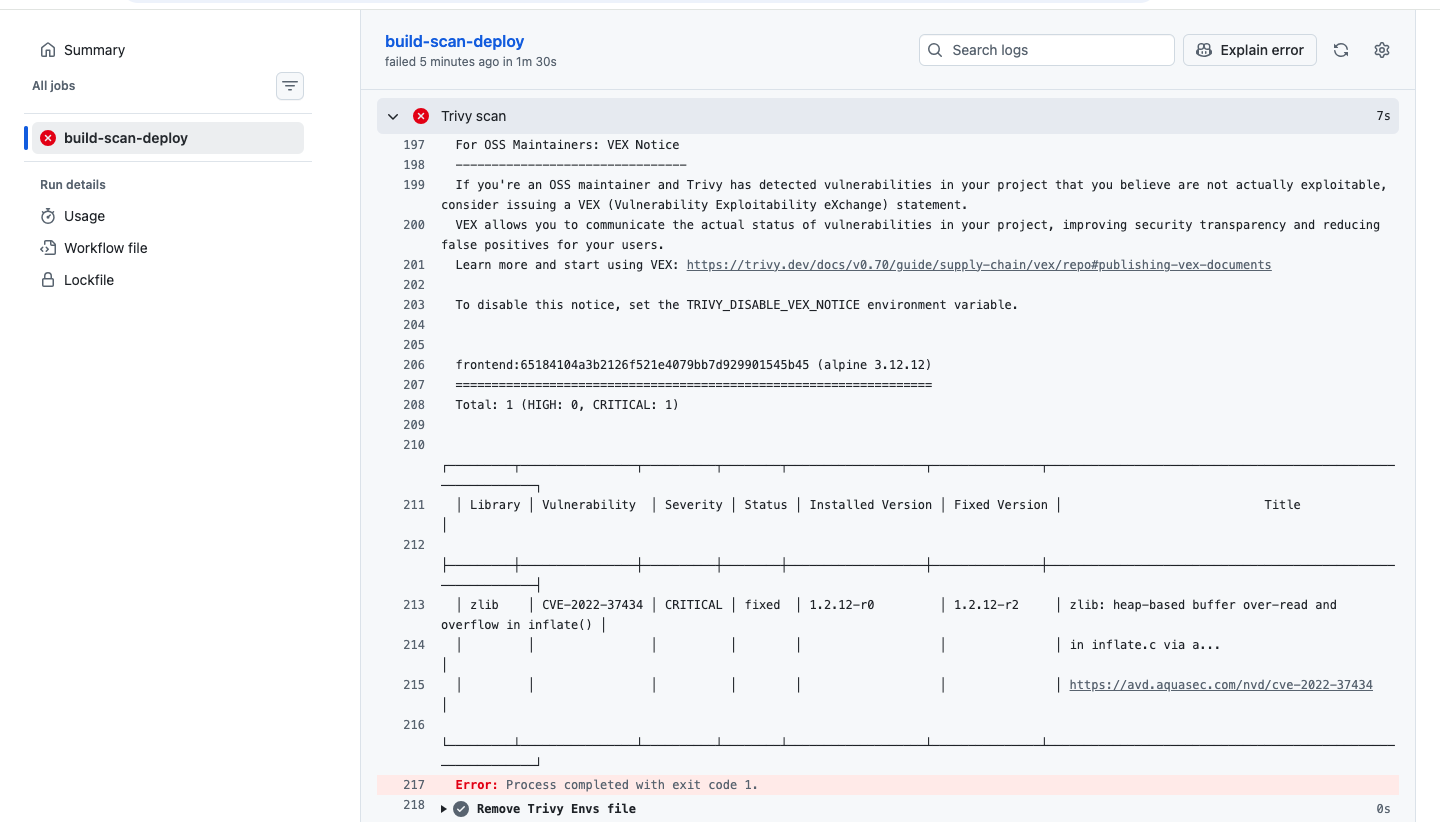 Summary
All jobs
build-scan-deploy
Run details
Usage
Workflow file
Lockfile
build-scan-deploy
failed 5 minutes ago in 1m 30s
Search logs
Explain error
Trivy scan
7s
197 For OSS Maintainers: VEX Notice
198 --------------------------------
199 If you're an OSS maintainer and Trivy has detected vulnerabilities in your project that you believe are not actually exploitable,
consider issuing a VEX (Vulnerability Exploitability eXchange) statement.
200 VEX allows you to communicate the actual status of vulnerabilities in your project, improving security transparency and reducing
false positives for your users.
201 Learn more and start using VEX: https://trivy.dev/docs/v0.70/guide/supply-chain/vex/repo#publishing-vex-documents
202
203 To disable this notice, set the TRIVY_DISABLE_VEX_NOTICE environment variable.
204
205
206 frontend:65184104a3b2126f521e4079bb7d929901545b45 (alpine 3.12.12)
207 ==================================================================
208 Total: 1 (HIGH: 0, CRITICAL: 1)
209
210
211 │ Library │ Vulnerability │ Severity │ Status │ Installed Version │ Fixed Version │ Title
│
212
213 │ zlib │ CVE-2022-37434 │ CRITICAL │ fixed │ 1.2.12-r0 │ 1.2.12-r2 │ zlib: heap-based buffer over-read and
overflow in inflate() │
214 │ │ │ │ │ │ │ in inflate.c via a...
│
215 │ │ │ │ │ │ │ https://avd.aquasec.com/nvd/cve-2022-37434
│
216
217 Error: Process completed with exit code 1.
218 Remove Trivy Envs file
0s